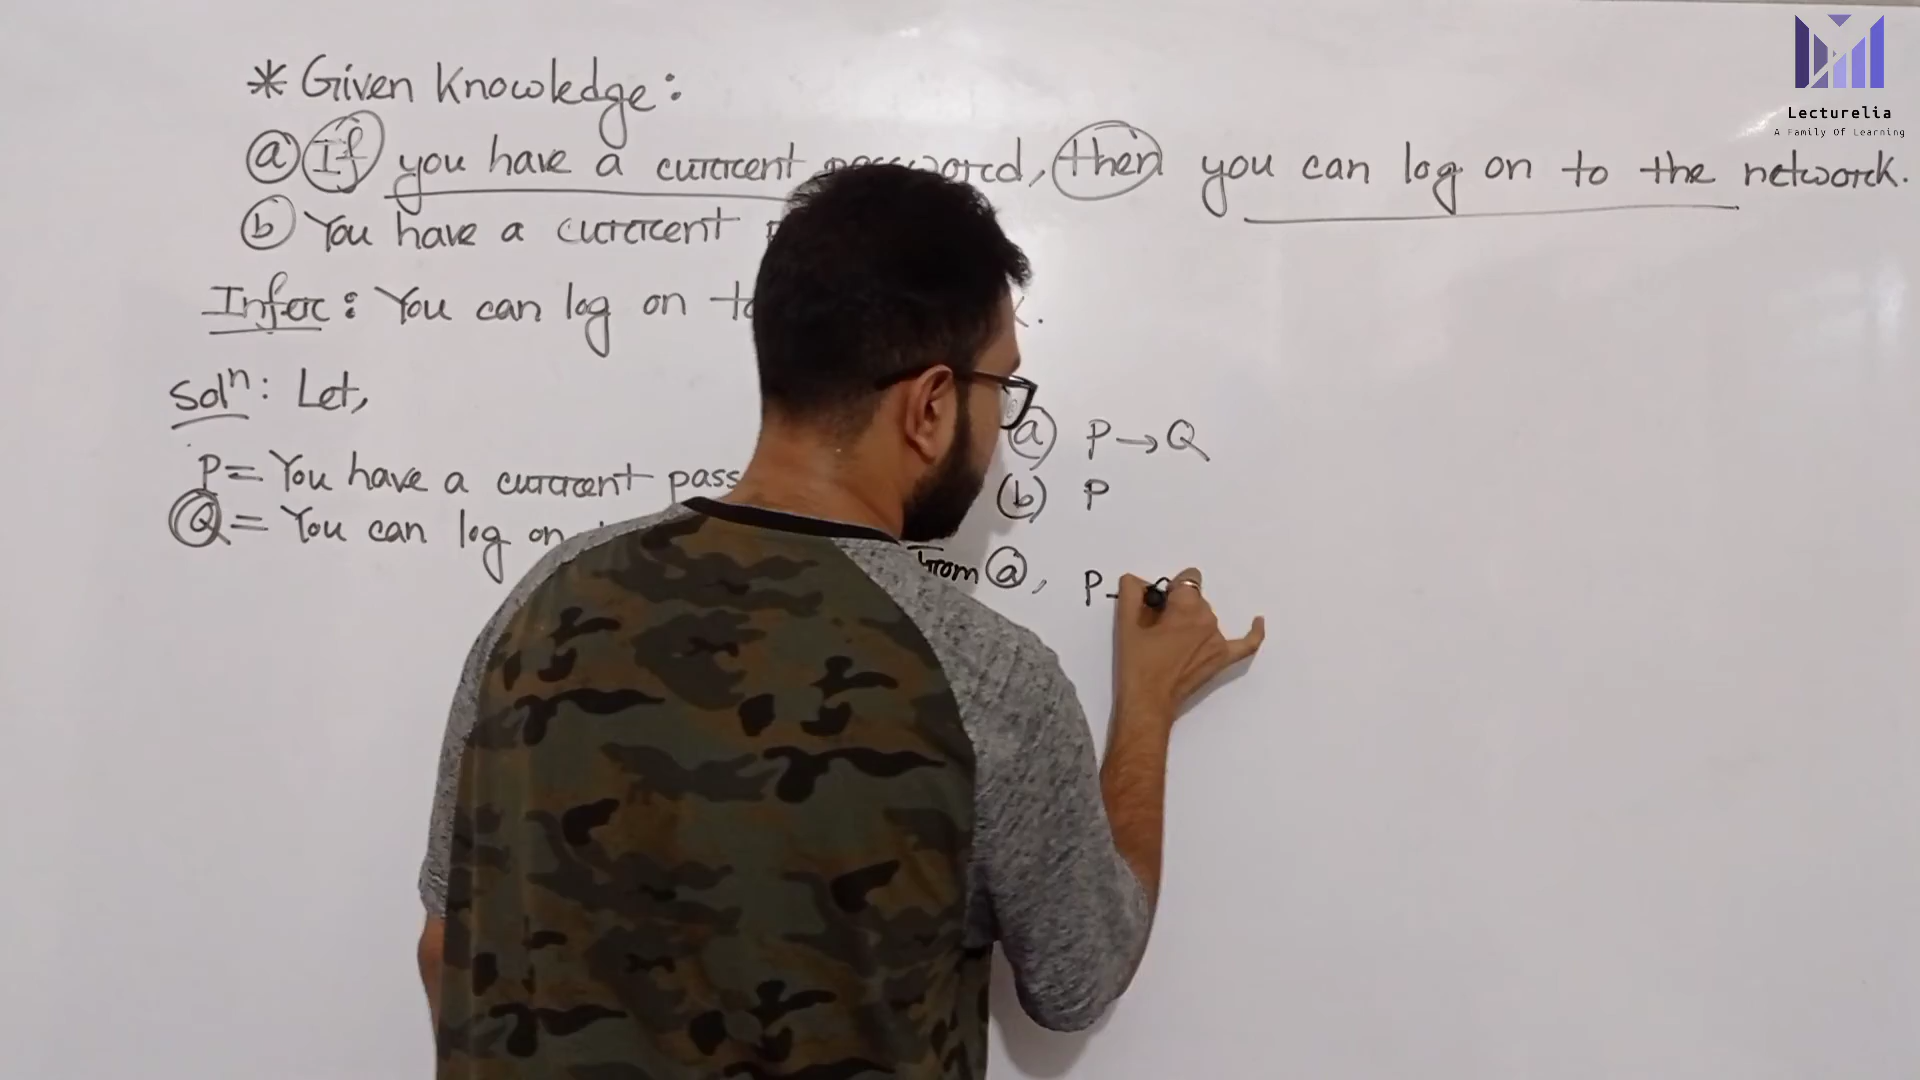 * Given Knowledge:
(a) If you have a current password, then you can log on to the network.
(b) You have a current
Infer: You can log on to
Solⁿ: Let,
P = You have a current pass
Q = You can log on
(a) P → Q
(b) P
From (a), P
Lecturelia
A Family Of Learning